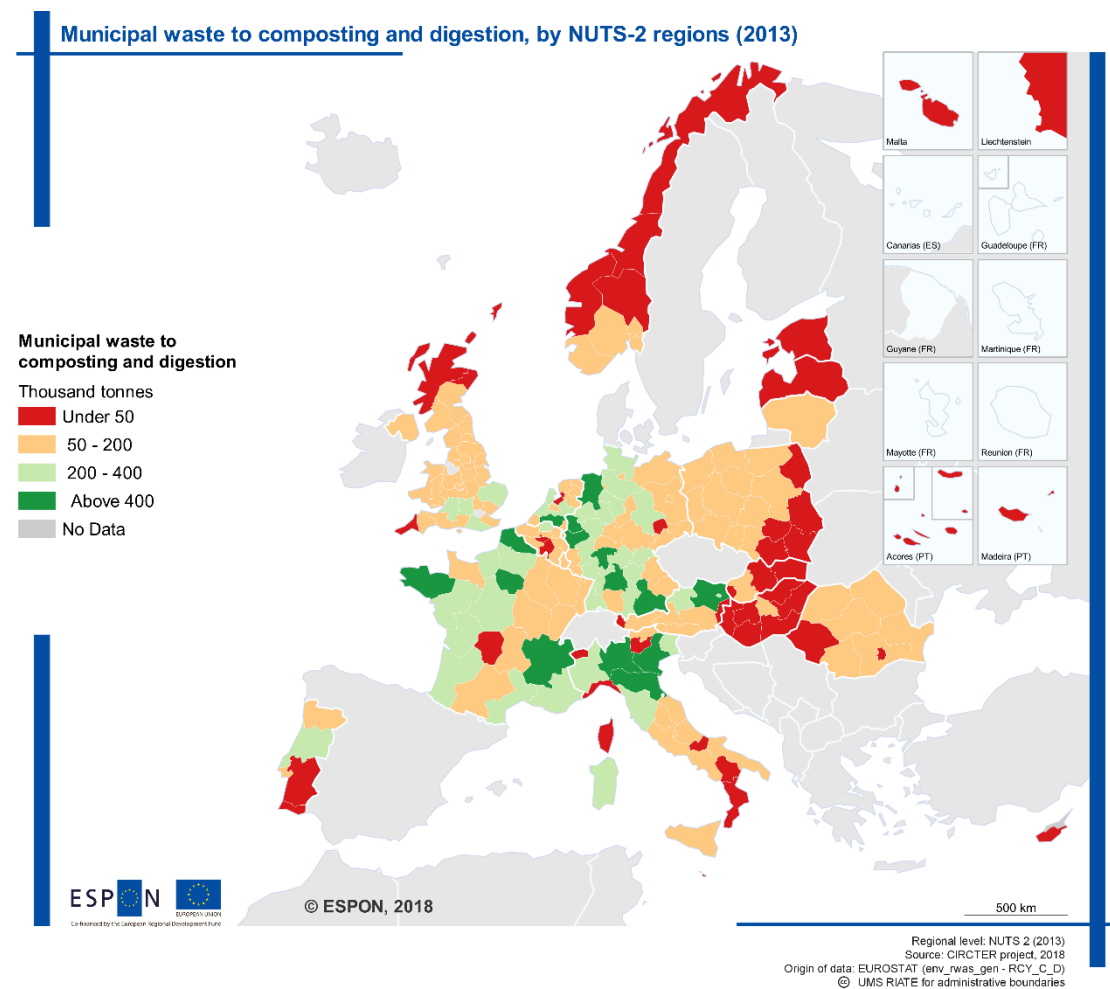 Municipal waste to composting and digestion, by NUTS-2 regions (2013)
Malta
Liechtenstein
Canarias (ES)
Guadeloupe (FR)
Guyane (FR)
Martinique (FR)
Mayotte (FR)
Reunion (FR)
Acores (PT)
Madeira (PT)
Municipal waste to
composting and digestion
Thousand tonnes
Under 50
50 - 200
200 - 400
Above 400
No Data
ESPON
EUROPEAN UNION
Co-financed by the European Regional Development Fund
© ESPON, 2018
500 km
Regional level: NUTS 2 (2013)
Source: CIRCTER project, 2018
Origin of data: EUROSTAT (env_rwas_gen - RCY_C_D)
cc UMS RIATE for administrative boundaries